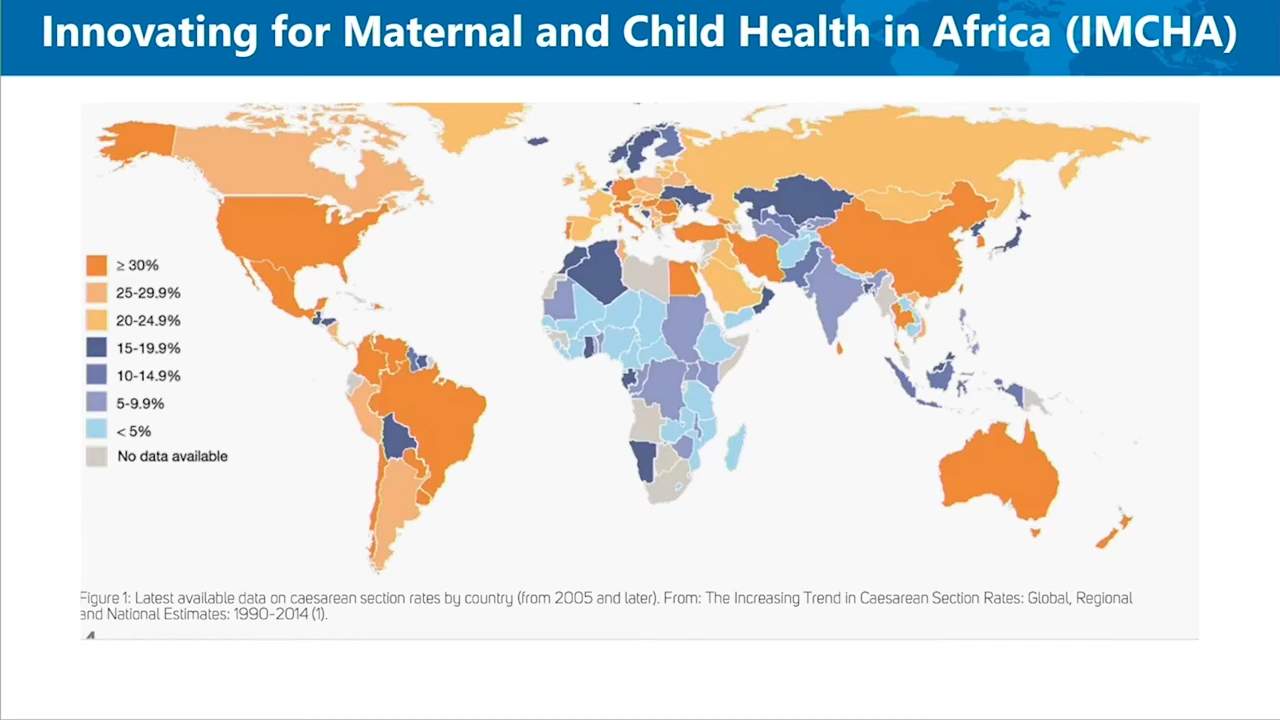 Innovating for Maternal and Child Health in Africa (IMCHA)
≥ 30%
25-29.9%
20-24.9%
15-19.9%
10-14.9%
5-9.9%
< 5%
No data available
Figure 1: Latest available data on caesarean section rates by country (from 2005 and later). From: The Increasing Trend in Caesarean Section Rates: Global, Regional
and National Estimates: 1990-2014 (1).